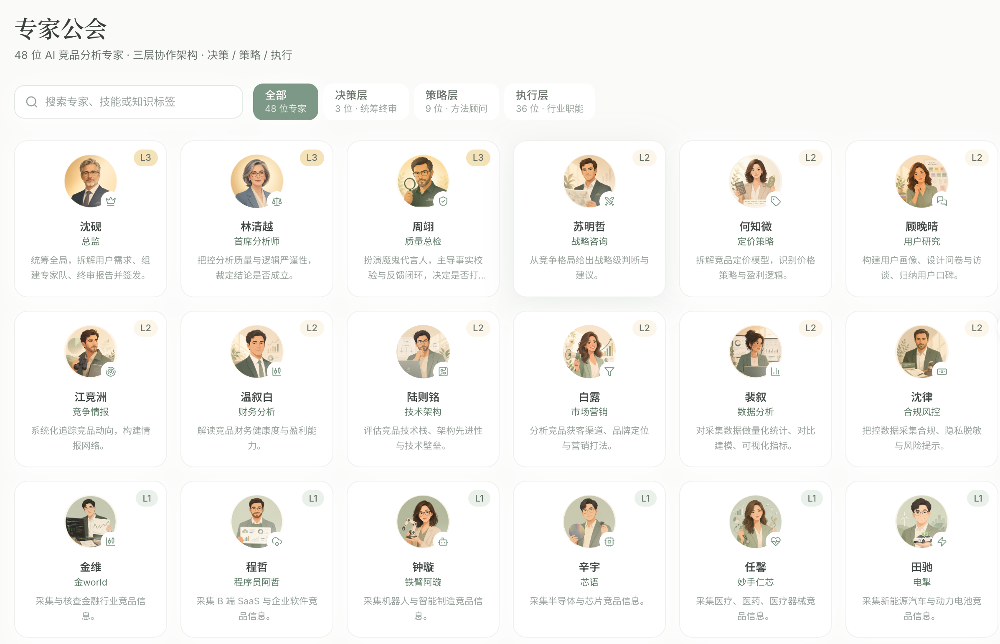 专家公会
48 位 AI 竞品分析专家 · 三层协作架构 · 决策 / 策略 / 执行
搜索专家、技能或知识标签
全部
48 位专家
决策层
3 位 · 统筹终审
策略层
9 位 · 方法顾问
执行层
36 位 · 行业职能
L3
沈砚
总监
统筹全局，拆解用户需求、组
建专家队、终审报告并签发。
L3
林清越
首席分析师
把控分析质量与逻辑严谨性，
裁定结论是否成立。
L3
周翊
质量总检
扮演魔鬼代言人，主导事实校
验与反馈闭环，决定是否打...
L2
苏明哲
战略咨询
从竞争格局给出战略级判断与
建议。
L2
何知微
定价策略
拆解竞品定价模型，识别价格
策略与盈利逻辑。
L2
顾晚晴
用户研究
构建用户画像、设计问卷与访
谈、归纳用户口碑。
L2
江竞洲
竞争情报
系统化追踪竞品动向，构建情
报网络。
L2
温叙白
财务分析
解读竞品财务健康度与盈利能
力。
L2
陆则铭
技术架构
评估竞品技术栈、架构先进性
与技术壁垒。
L2
白露
市场营销
分析竞品获客渠道、品牌定位
与营销打法。
L2
裴叙
数据分析
对采集数据做量化统计、对比
建模、可视化指标。
L2
沈律
合规风控
把控数据采集合规、隐私脱敏
与风险提示。
L1
金维
金world
采集与核查金融行业竞品信
息。
L1
程哲
程序员阿哲
采集 B 端 SaaS 与企业软件竞
品信息。
L1
钟璇
铁臂阿璇
采集机器人与智能制造竞品信
息。
L1
辛宇
芯语
采集半导体与芯片竞品信息。
L1
任馨
妙手仁芯
采集医疗、医药、医疗器械竞
品信息。
L1
田驰
电掣
采集新能源汽车与动力电池竞
品信息。